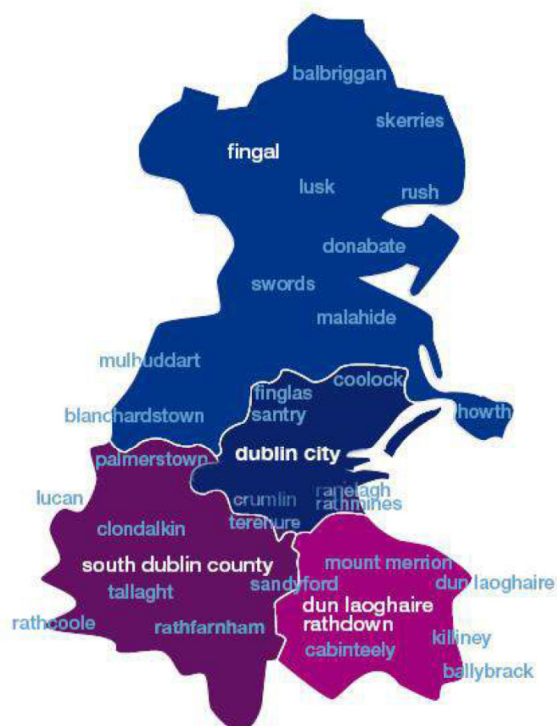 balbriggan
skerries
fingal
lusk
rush
donabate
swords
malahide
mulhuddart
coolock
finglas
blanchardstown
santry
howth
dublin city
palmerstown
lucan
crumlin
ranelagh
rathmines
clondalkin
terenure
south dublin county
mount merrion
tallaght
sandyford
dun laoghaire
dun laoghaire
rathdown
rathcoole
rathfarnham
killiney
cabinteely
ballybrack